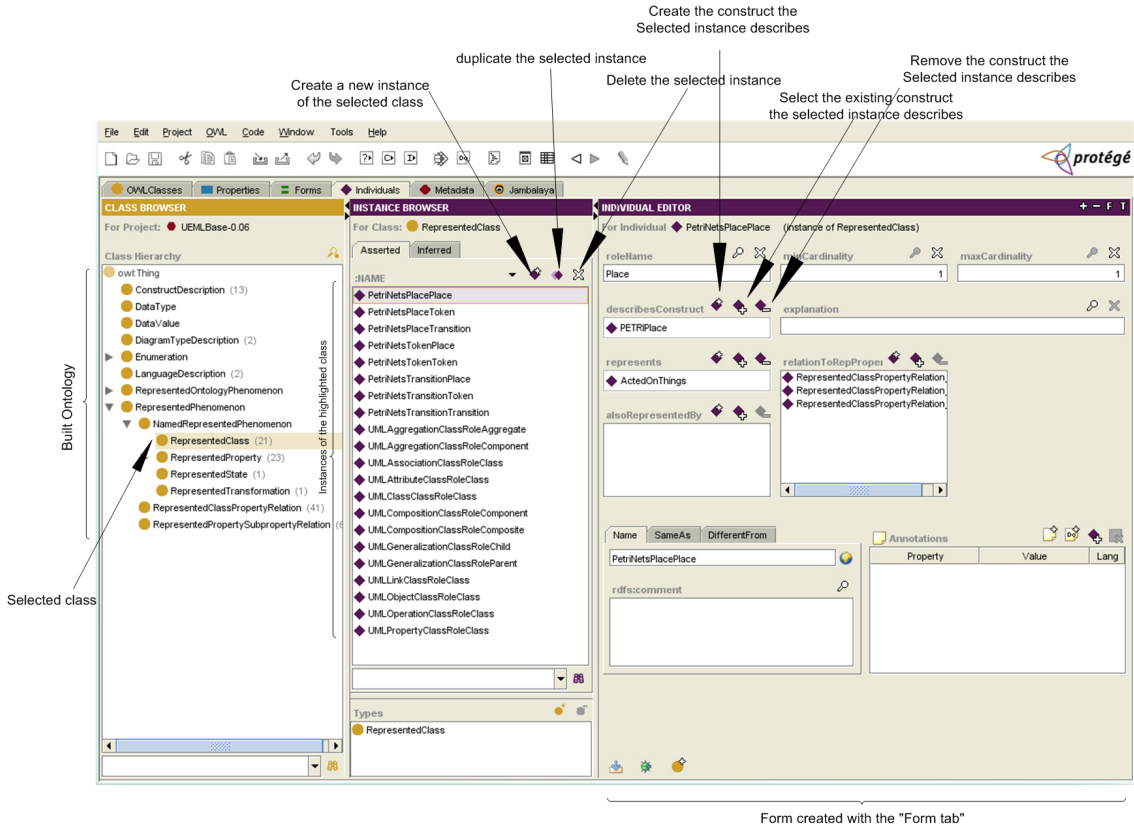 Create the construct the
Selected instance describes
duplicate the selected instance
Remove the construct the
Selected instance describes
Create a new instance
of the selected class
Delete the selected instance
Select the existing construct
the selected instance describes
File Edit Project OWL Code Window Tools Help
protégé
OWLClasses Properties Forms Individuals Metadata Jambalaya
CLASS BROWSER
For Project: UEMLBase-0.06
Class Hierarchy
owl:Thing
ConstructDescription (13)
DataType
DataValue
DiagramTypeDescription (2)
Enumeration
LanguageDescription (2)
RepresentedOntologyPhenomenon
RepresentedPhenomenon
NamedRepresentedPhenomenon
RepresentedClass (21)
RepresentedProperty (23)
RepresentedState (1)
RepresentedTransformation (1)
RepresentedClassPropertyRelation (41)
RepresentedPropertySubpropertyRelation
Built Ontology
Selected class
Instances of the highlighted class
INSTANCE BROWSER
For Class: RepresentedClass
Asserted Inferred
:NAME
PetriNetsPlacePlace
PetriNetsPlaceToken
PetriNetsPlaceTransition
PetriNetsTokenPlace
PetriNetsTokenToken
PetriNetsTransitionPlace
PetriNetsTransitionToken
PetriNetsTransitionTransition
UMLAggregationClassRoleAggregate
UMLAggregationClassRoleComponent
UMLAssociationClassRoleClass
UMLAttributeClassRoleClass
UMLClassClassRoleClass
UMLCompositionClassRoleComponent
UMLCompositionClassRoleComposite
UMLGeneralizationClassRoleChild
UMLGeneralizationClassRoleParent
UMLLinkClassRoleClass
UMLObjectClassRoleClass
UMLOperationClassRoleClass
UMLPropertyClassRoleClass
Types
RepresentedClass
INDIVIDUAL EDITOR + − F T
For Individual PetriNetsPlacePlace (instance of RepresentedClass)
roleName minCardinality maxCardinality
Place 1 1
describesConstruct explanation
PETRIPlace
represents relationToRepProper
ActedOnThings
RepresentedClassPropertyRelation_
RepresentedClassPropertyRelation_
RepresentedClassPropertyRelation_
alsoRepresentedBy
Name SameAs DifferentFrom
PetriNetsPlacePlace
rdfs:comment
Annotations
Property Value Lang
Form created with the "Form tab"